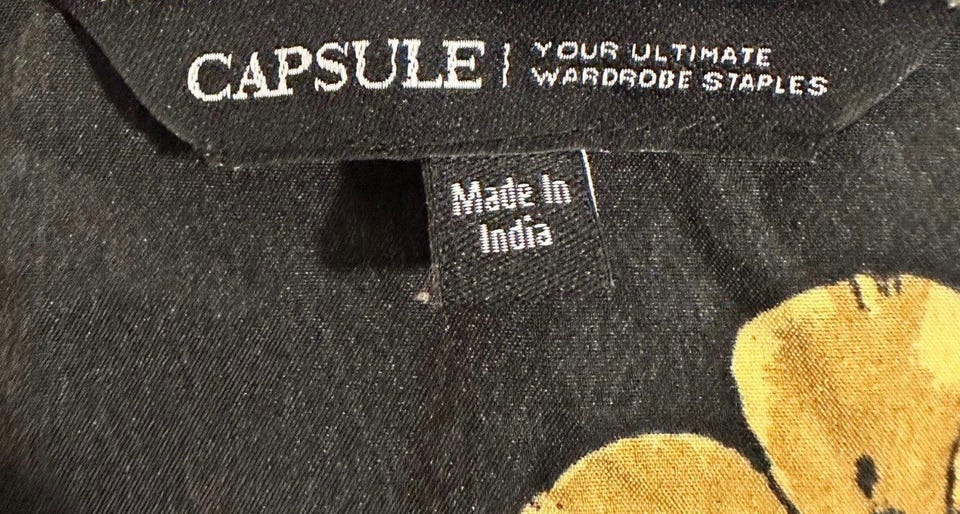 CAPSULE | YOUR ULTIMATE
WARDROBE STAPLES
Made In
India